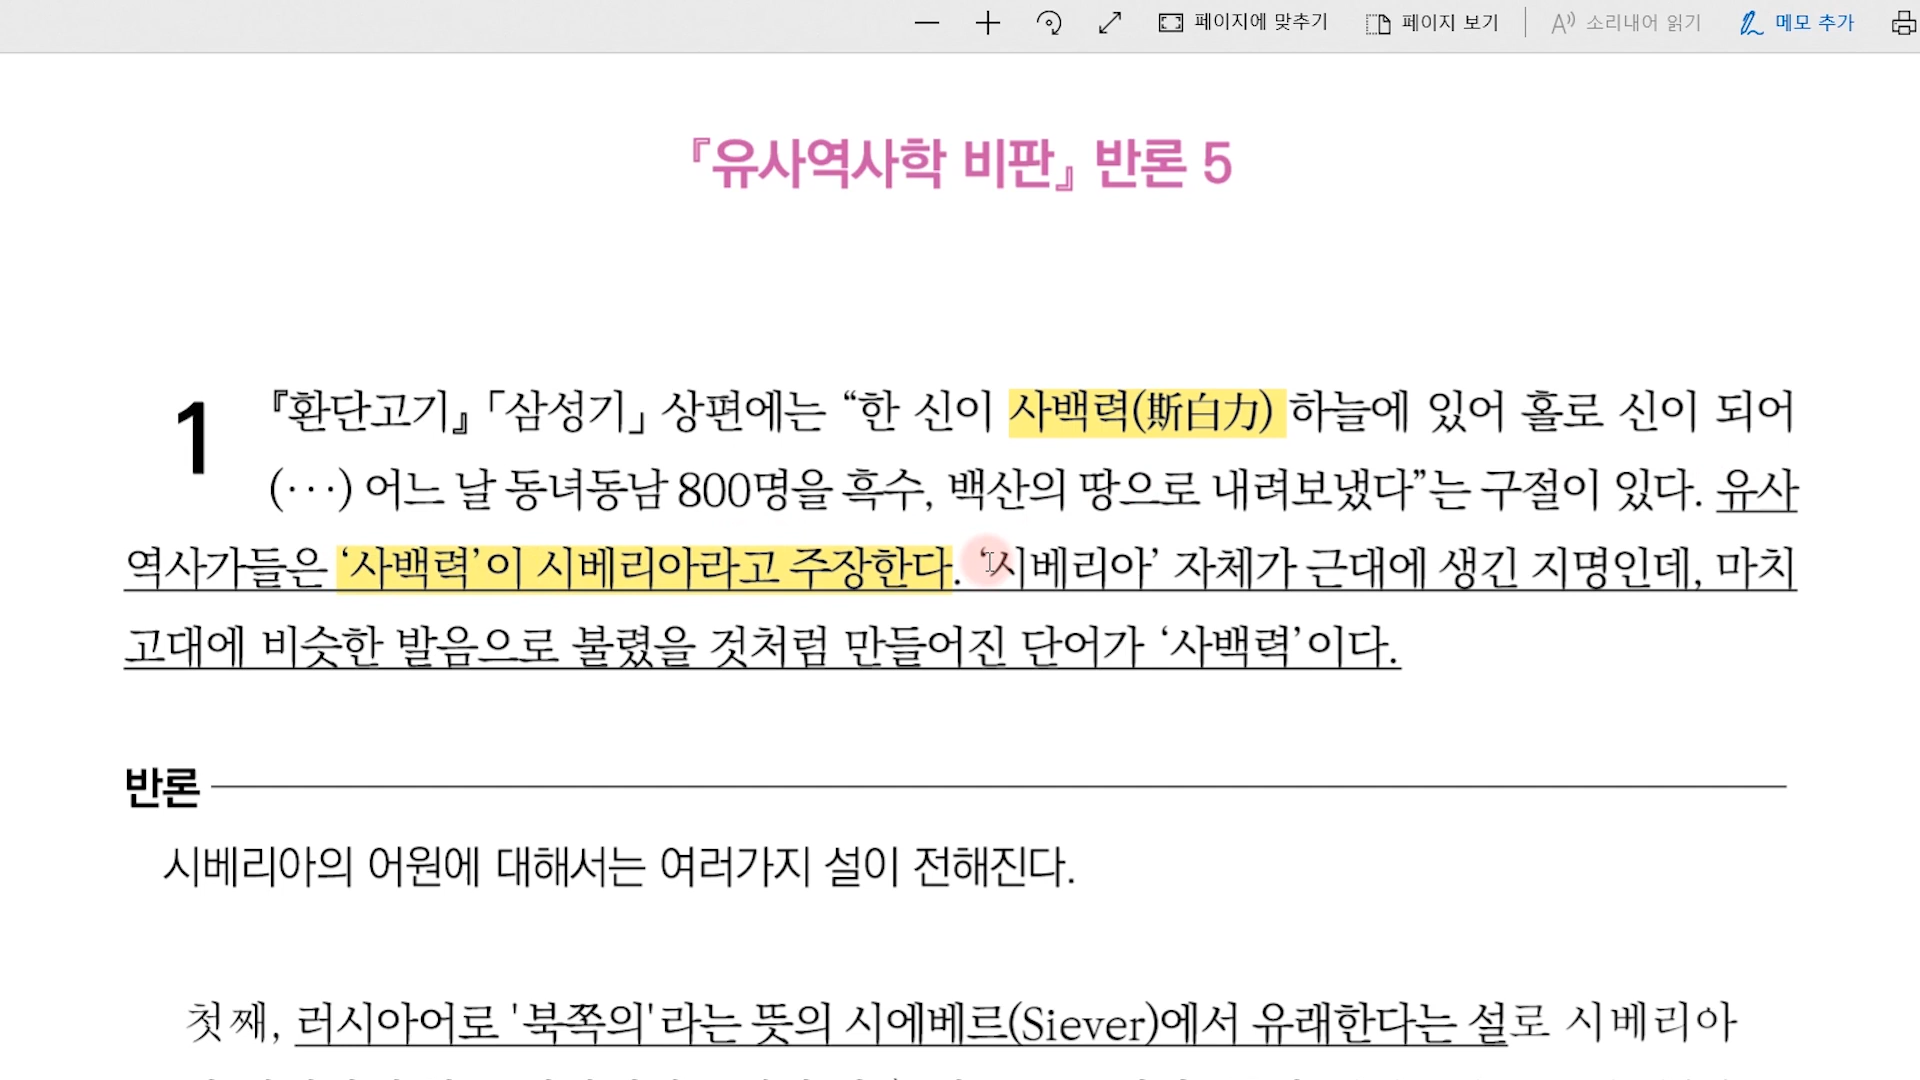 페이지에 맞추기 페이지 보기 소리내어 읽기 메모 추가
『유사역사학 비판』 반론 5
1 『환단고기』 「삼성기」 상편에는 “한 신이 사백력(斯白力) 하늘에 있어 홀로 신이 되어
(···) 어느 날 동녀동남 800명을 흑수, 백산의 땅으로 내려보냈다”는 구절이 있다. 유사
역사가들은 ‘사백력’이 시베리아라고 주장한다. ‘시베리아’ 자체가 근대에 생긴 지명인데, 마치
고대에 비슷한 발음으로 불렸을 것처럼 만들어진 단어가 ‘사백력’이다.
반론
시베리아의 어원에 대해서는 여러가지 설이 전해진다.
첫째, 러시아어로 '북쪽의'라는 뜻의 시에베르(Siever)에서 유래한다는 설로 시베리아